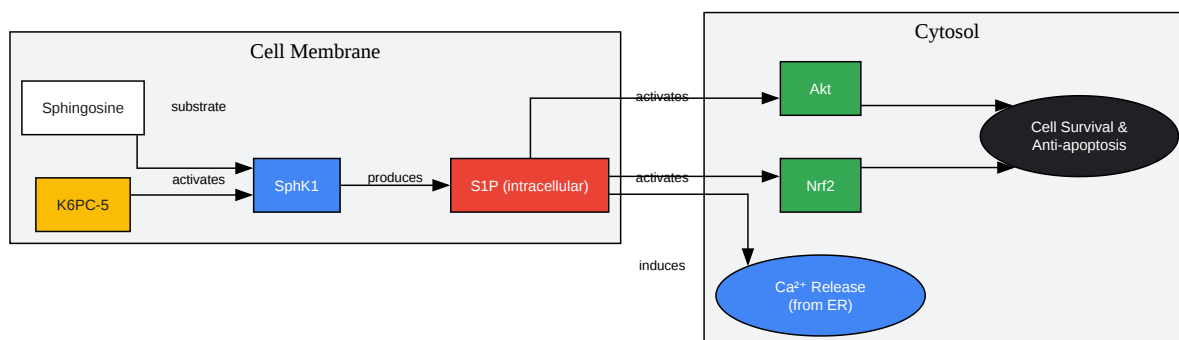 Cell Membrane
Cytosol
Sphingosine
substrate
activates
Akt
Cell Survival &
Anti-apoptosis
activates
K6PC-5
SphK1
produces
S1P (intracellular)
activates
Nrf2
induces
Ca²⁺ Release
(from ER)